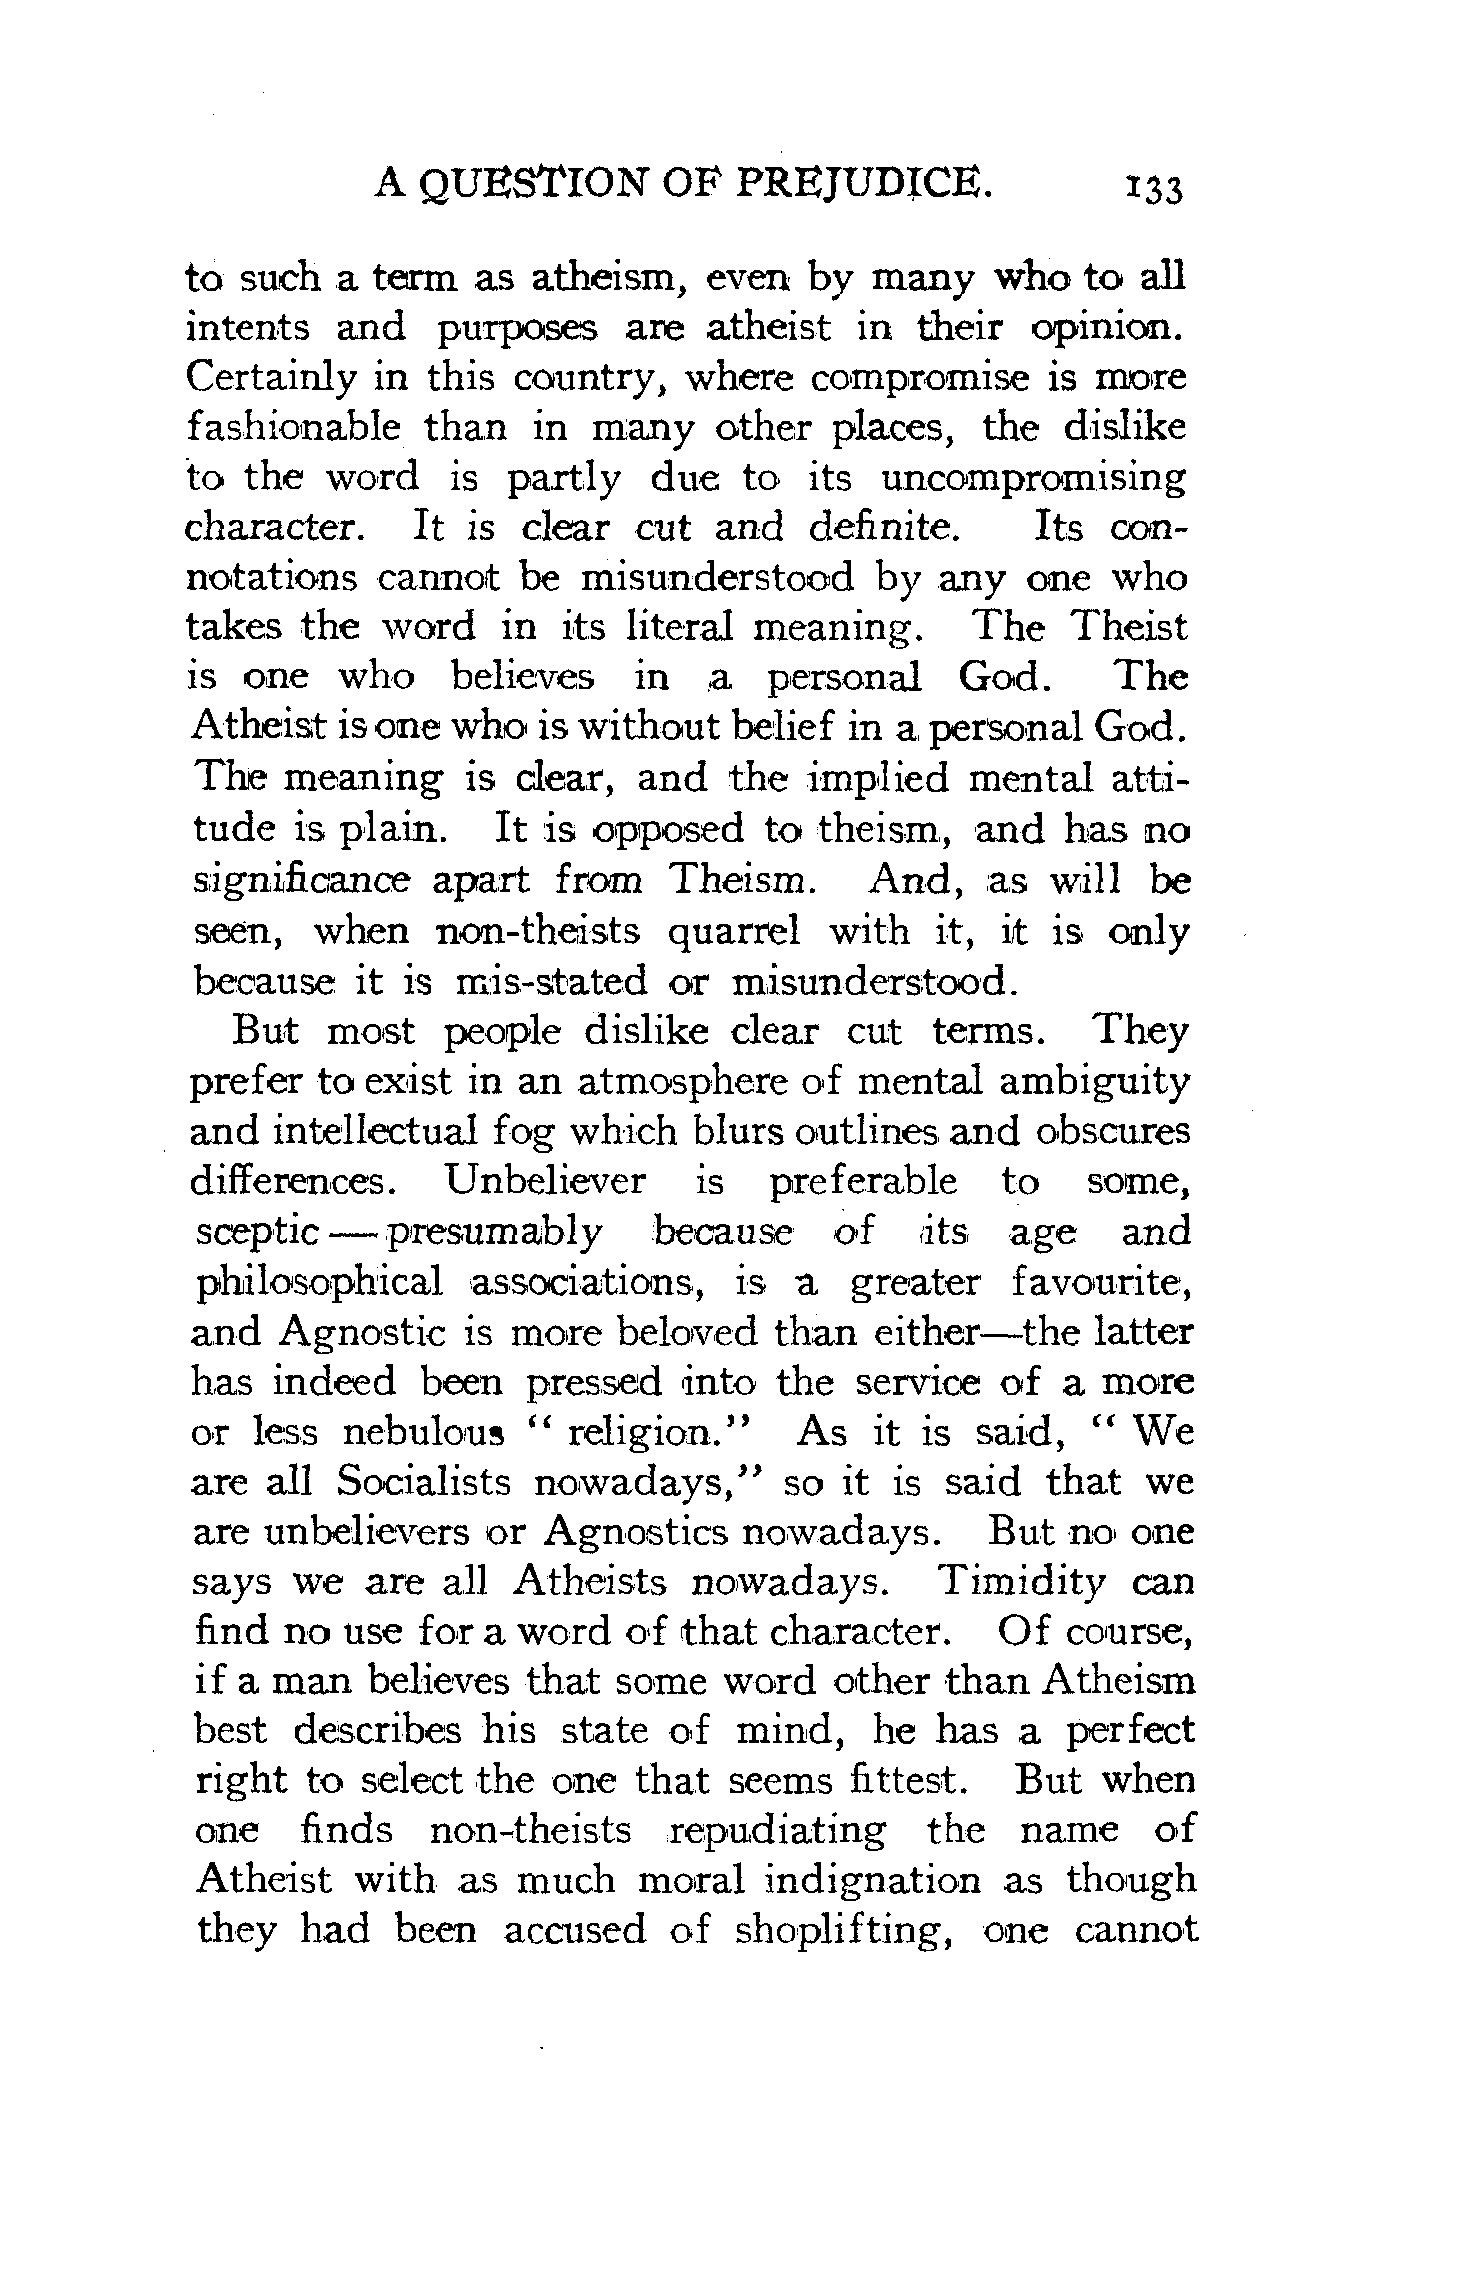 A QUESTION OF PREJUDICE. 133
to such a term as atheism, even by many who to all
intents and purposes are atheist in their opinion.
Certainly in this country, where compromise is more
fashionable than in many other places, the dislike
to the word is partly due to its uncompromising
character. It is clear cut and definite. Its con-
notations cannot be misunderstood by any one who
takes the word in its literal meaning. The Theist
is one who believes in a personal God. The
Atheist is one who is without belief in a personal God.
The meaning is clear, and the implied mental atti-
tude is plain. It is opposed to theism, and has no
significance apart from Theism. And, as will be
seen, when non-theists quarrel with it, it is only
because it is mis-stated or misunderstood.
But most people dislike clear cut terms. They
prefer to exist in an atmosphere of mental ambiguity
and intellectual fog which blurs outlines and obscures
differences. Unbeliever is preferable to some,
sceptic — presumably because of its age and
philosophical associations, is a greater favourite,
and Agnostic is more beloved than either—the latter
has indeed been pressed into the service of a more
or less nebulous " religion." As it is said, " We
are all Socialists nowadays," so it is said that we
are unbelievers or Agnostics nowadays. But no one
says we are all Atheists nowadays. Timidity can
find no use for a word of that character. Of course,
if a man believes that some word other than Atheism
best describes his state of mind, he has a perfect
right to select the one that seems fittest. But when
one finds non-theists repudiating the name of
Atheist with as much moral indignation as though
they had been accused of shoplifting, one cannot